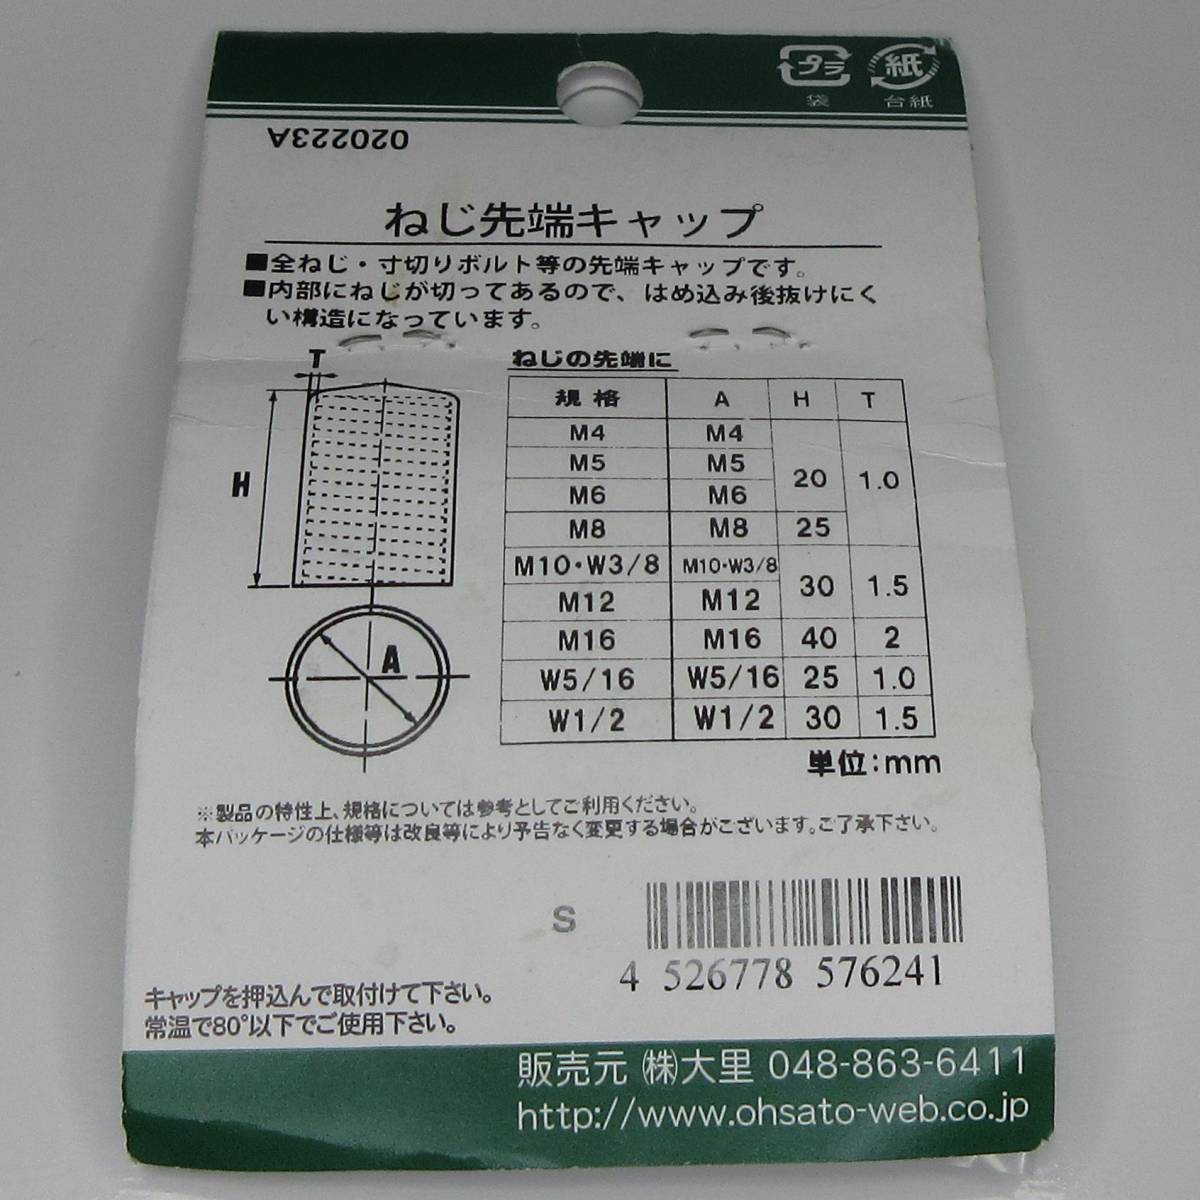 プラ
紙
袋
台紙
020223A
ねじ先端キャップ
■全ねじ・寸切りボルト等の先端キャップです。
■内部にねじが切ってあるので、はめ込み後抜けにく
い構造になっています。
T
H
A
ねじの先端に
規格 A H T
M4 M4
M5 M5 20 1.0
M6 M6
M8 M8 25
M10・W3/8 M10・W3/8 30 1.5
M12 M12
M16 M16 40 2
W5/16 W5/16 25 1.0
W1/2 W1/2 30 1.5
単位:mm
※製品の特性上、規格については参考としてご利用ください。
本パッケージの仕様等は改良等により予告なく変更する場合がございます。ご了承下さい。
S
4 526778 576241
キャップを押込んで取付けて下さい。
常温で80°以下でご使用下さい。
販売元 ㈱大里 048-863-6411
http://www.ohsato-web.co.jp